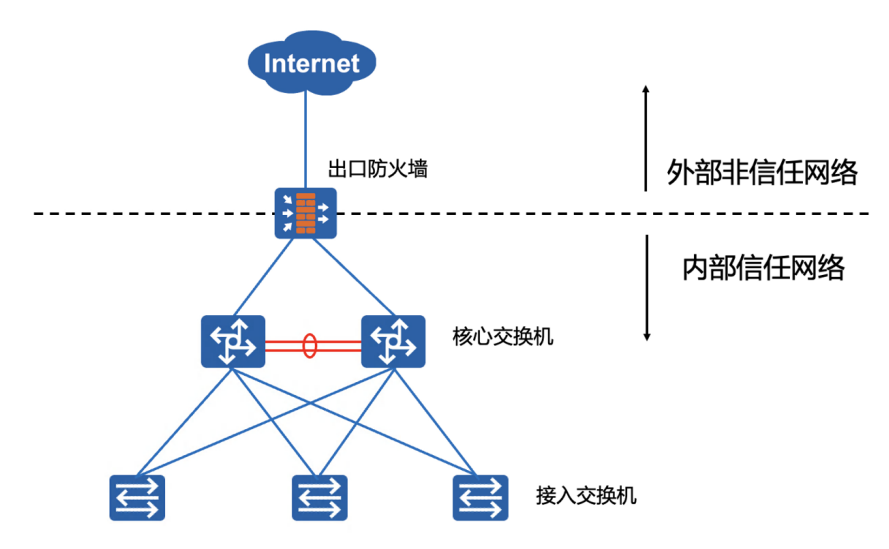 Internet
出口防火墙
外部非信任网络
内部信任网络
核心交换机
接入交换机